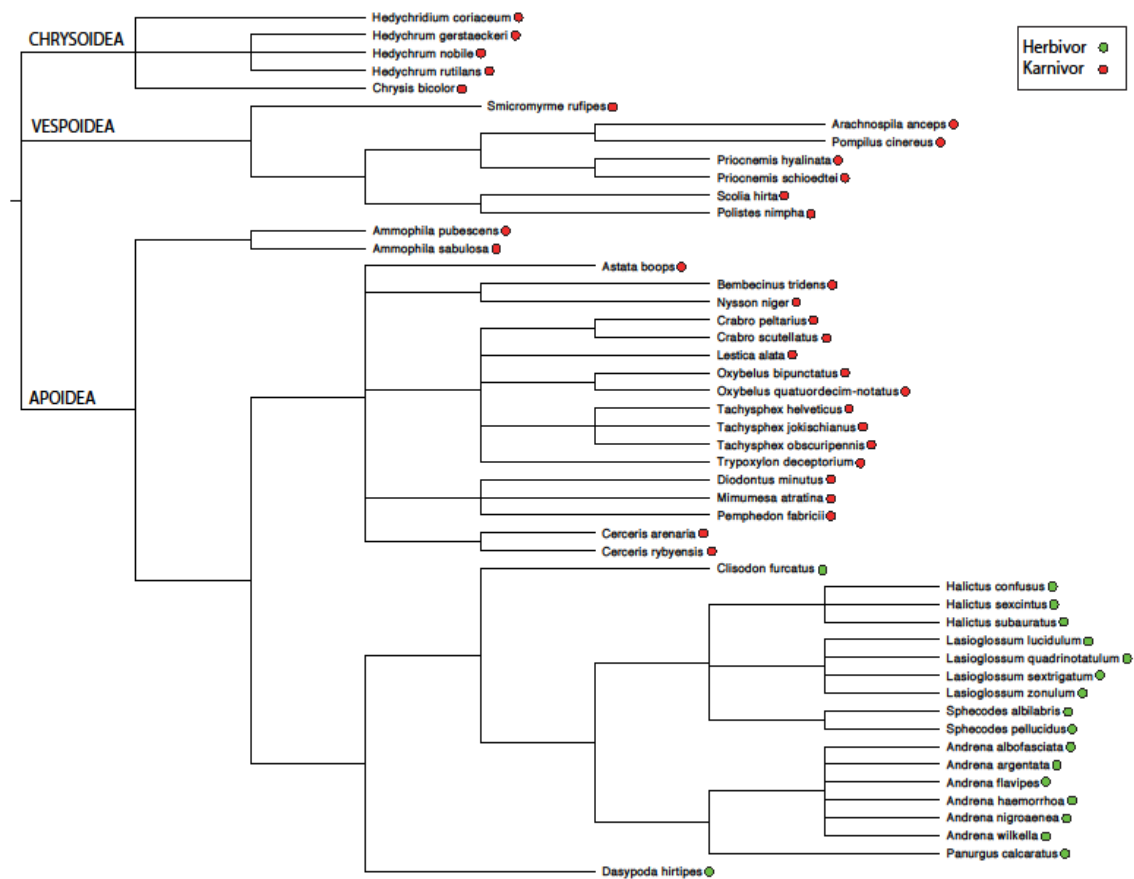 CHRYSOIDEA
Hedychridium coriaceum
Hedychrum gerstaeckeri
Hedychrum nobile
Hedychrum rutilans
Chrysis bicolor
Herbivor
Karnivor
VESPOIDEA
Smicromyrme rufipes
Arachnospila anceps
Pompilus cinereus
Priocnemis hyalinata
Priocnemis schioedtei
Scolia hirta
Polistes nimpha
APOIDEA
Ammophila pubescens
Ammophila sabulosa
Astata boops
Bembecinus tridens
Nysson niger
Crabro peltarius
Crabro scutellatus
Lestica alata
Oxybelus bipunctatus
Oxybelus quatuordecim-notatus
Tachysphex helveticus
Tachysphex jokischianus
Tachysphex obscuripennis
Trypoxylon deceptorium
Diodontus minutus
Mimumesa atratina
Pemphedon fabricii
Cerceris arenaria
Cerceris rybyensis
Clisodon furcatus
Halictus confusus
Halictus sexcintus
Halictus subauratus
Lasioglossum lucidulum
Lasioglossum quadrinotatulum
Lasioglossum sextrigatum
Lasioglossum zonulum
Sphecodes albilabris
Sphecodes pellucidus
Andrena albofasciata
Andrena argentata
Andrena flavipes
Andrena haemorrhoa
Andrena nigroaenea
Andrena wilkella
Panurgus calcaratus
Dasypoda hirtipes